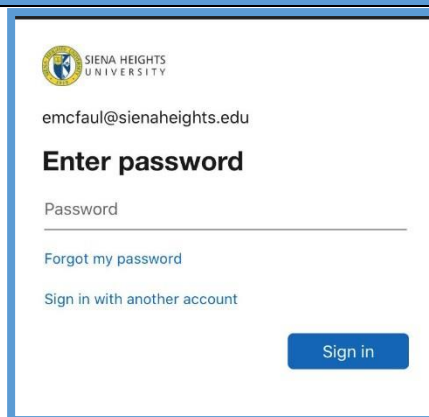 SIENA HEIGHTS
UNIVERSITY
emcfaul@sienaheights.edu
Enter password
Password
Forgot my password
Sign in with another account
Sign in